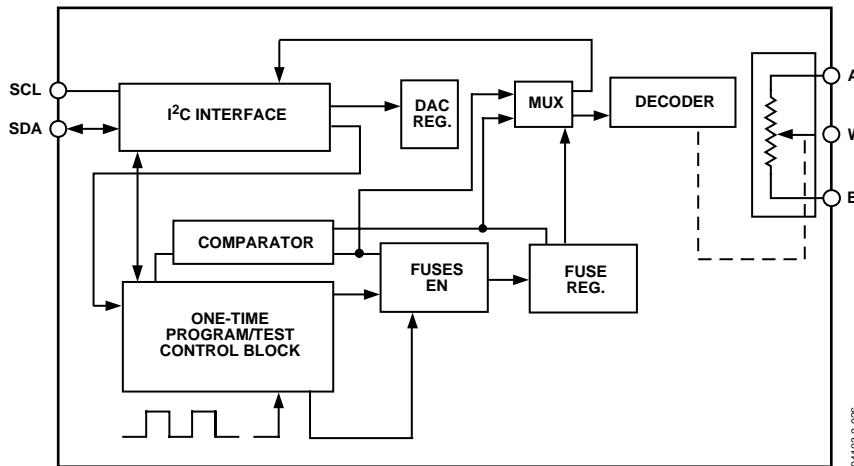 SCL
SDA
I²C INTERFACE
DAC
REG.
MUX
DECODER
A
W
B
COMPARATOR
FUSES
EN
FUSE
REG.
ONE-TIME
PROGRAM/TEST
CONTROL BLOCK